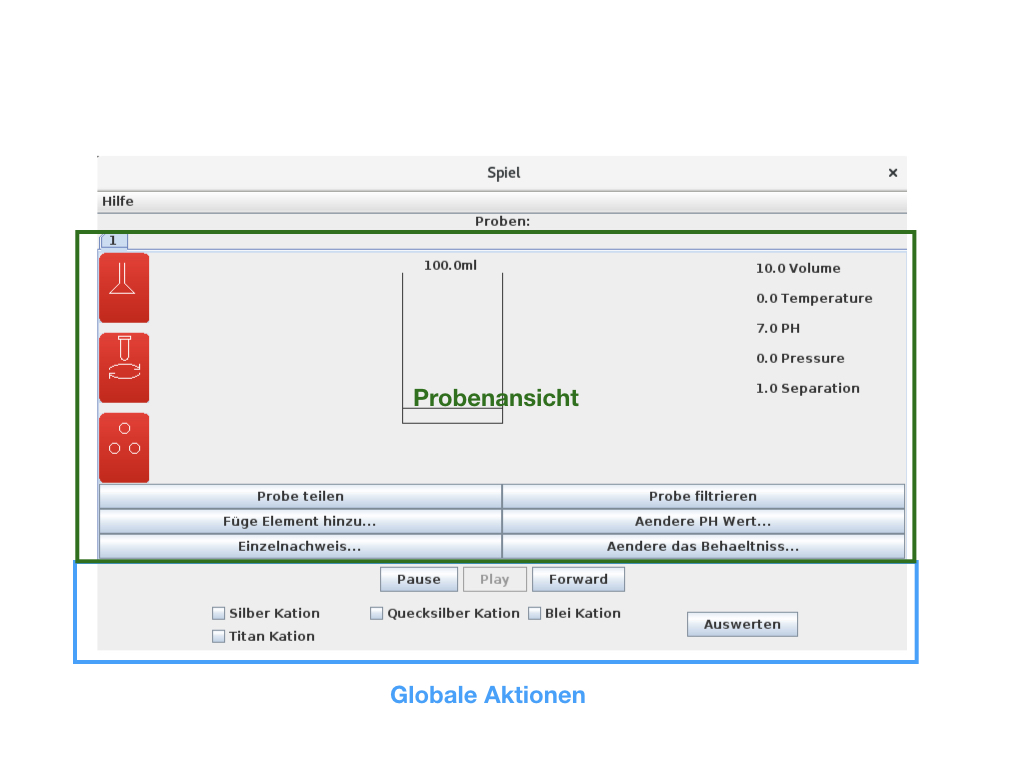 Spiel ×
Hilfe
Proben:
1
100.0ml
10.0 Volume
0.0 Temperature
7.0 PH
0.0 Pressure
1.0 Separation
Probenansicht
Probe teilen Probe filtrieren
Füge Element hinzu... Aendere PH Wert...
Einzelnachweis... Aendere das Behaeltniss...
Pause Play Forward
Silber Kation Quecksilber Kation Blei Kation
Titan Kation
Auswerten
Globale Aktionen